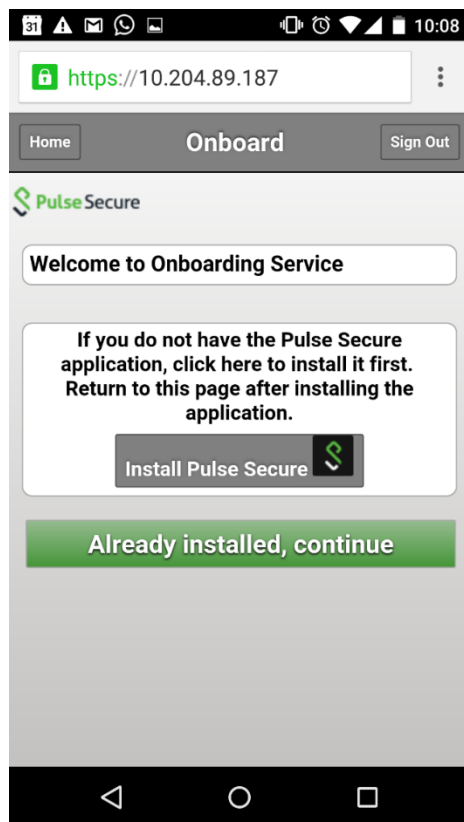 31 10:08
https://10.204.89.187
Home Onboard Sign Out
Pulse Secure
Welcome to Onboarding Service
If you do not have the Pulse Secure
application, click here to install it first.
Return to this page after installing the
application.
Install Pulse Secure
Already installed, continue